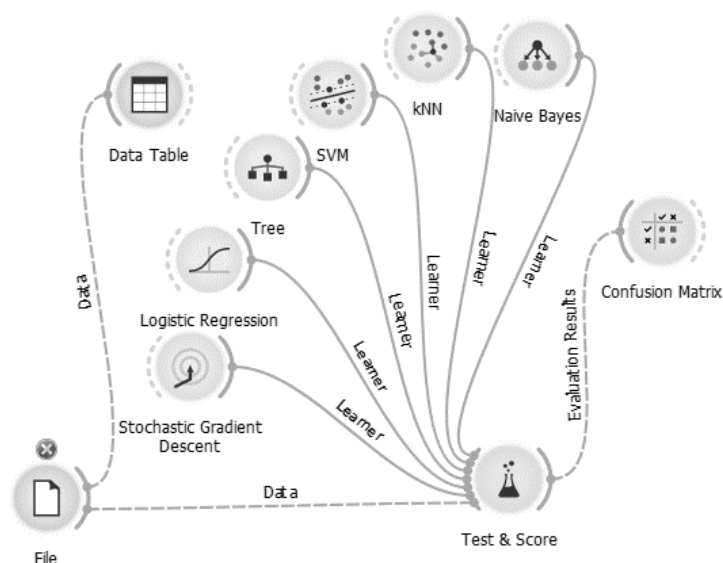 kNN
Naive Bayes
Data Table
SVM
Tree
Learner
Learner
Learner
Learner
Confusion Matrix
Data
Logistic Regression
Learner
Evaluation Results
Learner
Stochastic Gradient
Descent
Data
Test & Score
File